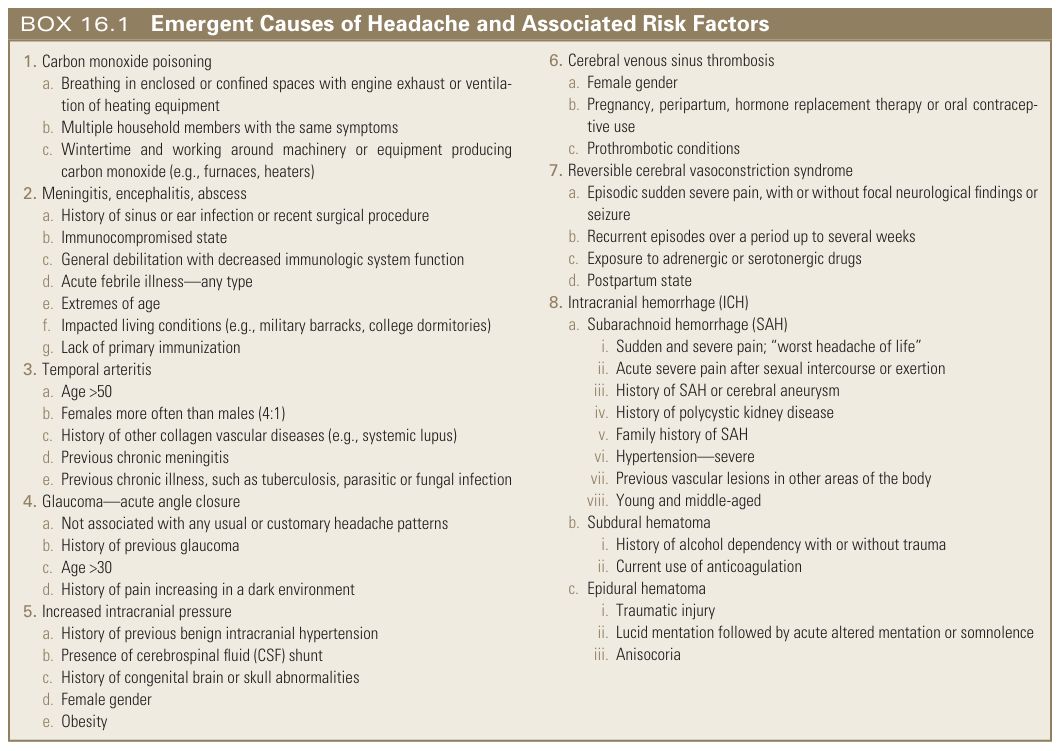 BOX 16.1 Emergent Causes of Headache and Associated Risk Factors
1. Carbon monoxide poisoning
a. Breathing in enclosed or confined spaces with engine exhaust or ventila-
tion of heating equipment
b. Multiple household members with the same symptoms
c. Wintertime and working around machinery or equipment producing
carbon monoxide (e.g., furnaces, heaters)
2. Meningitis, encephalitis, abscess
a. History of sinus or ear infection or recent surgical procedure
b. Immunocompromised state
c. General debilitation with decreased immunologic system function
d. Acute febrile illness—any type
e. Extremes of age
f. Impacted living conditions (e.g., military barracks, college dormitories)
g. Lack of primary immunization
3. Temporal arteritis
a. Age >50
b. Females more often than males (4:1)
c. History of other collagen vascular diseases (e.g., systemic lupus)
d. Previous chronic meningitis
e. Previous chronic illness, such as tuberculosis, parasitic or fungal infection
4. Glaucoma—acute angle closure
a. Not associated with any usual or customary headache patterns
b. History of previous glaucoma
c. Age >30
d. History of pain increasing in a dark environment
5. Increased intracranial pressure
a. History of previous benign intracranial hypertension
b. Presence of cerebrospinal fluid (CSF) shunt
c. History of congenital brain or skull abnormalities
d. Female gender
e. Obesity
6. Cerebral venous sinus thrombosis
a. Female gender
b. Pregnancy, peripartum, hormone replacement therapy or oral contracep-
tive use
c. Prothrombotic conditions
7. Reversible cerebral vasoconstriction syndrome
a. Episodic sudden severe pain, with or without focal neurological findings or
seizure
b. Recurrent episodes over a period up to several weeks
c. Exposure to adrenergic or serotonergic drugs
d. Postpartum state
8. Intracranial hemorrhage (ICH)
a. Subarachnoid hemorrhage (SAH)
i. Sudden and severe pain; “worst headache of life”
ii. Acute severe pain after sexual intercourse or exertion
iii. History of SAH or cerebral aneurysm
iv. History of polycystic kidney disease
v. Family history of SAH
vi. Hypertension—severe
vii. Previous vascular lesions in other areas of the body
viii. Young and middle-aged
b. Subdural hematoma
i. History of alcohol dependency with or without trauma
ii. Current use of anticoagulation
c. Epidural hematoma
i. Traumatic injury
ii. Lucid mentation followed by acute altered mentation or somnolence
iii. Anisocoria